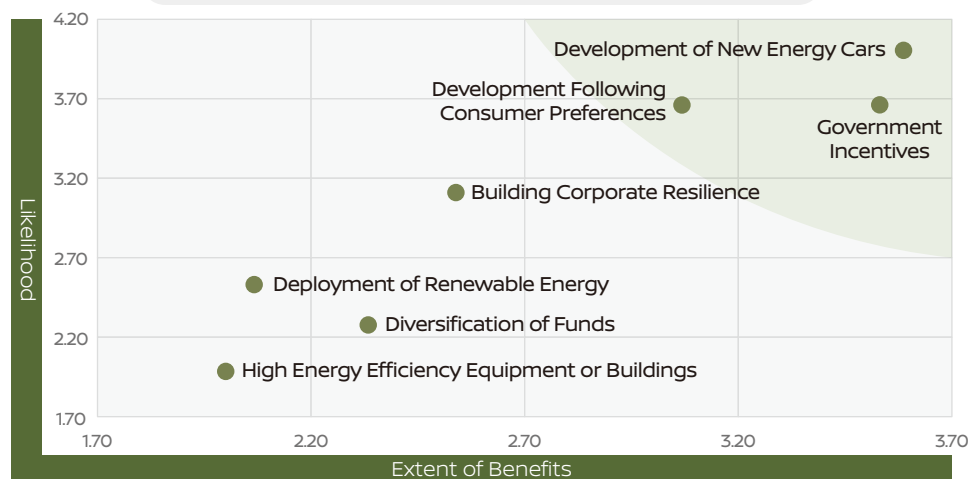 4.20
Development of New Energy Cars
Development Following
Consumer Preferences
3.70
Government
Incentives
3.20
Building Corporate Resilience
Likelihood
2.70
Deployment of Renewable Energy
Diversification of Funds
2.20
High Energy Efficiency Equipment or Buildings
1.70
1.70 2.20 2.70 3.20 3.70
Extent of Benefits